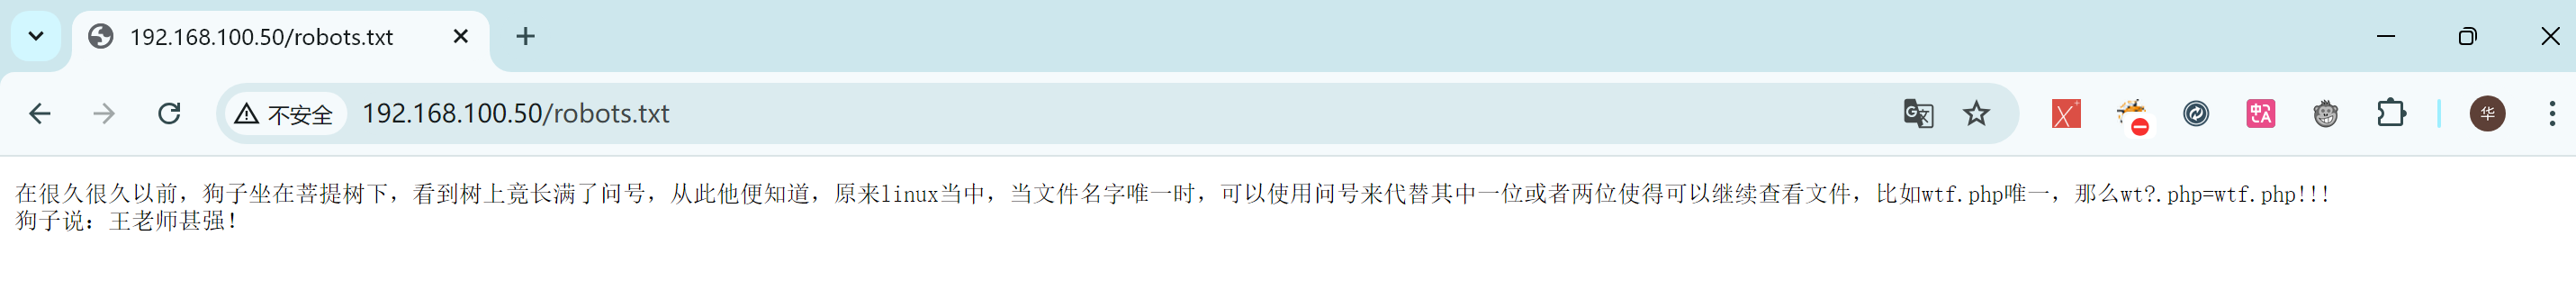 192.168.100.50/robots.txt
不安全 192.168.100.50/robots.txt
华
在很久很久以前，狗子坐在菩提树下，看到树上竟长满了问号，从此他便知道，原来linux当中，当文件名字唯一时，可以使用问号来代替其中一位或者两位使得可以继续查看文件，比如wtf.php唯一，那么wt?.php=wtf.php!!!
狗子说：王老师甚强！